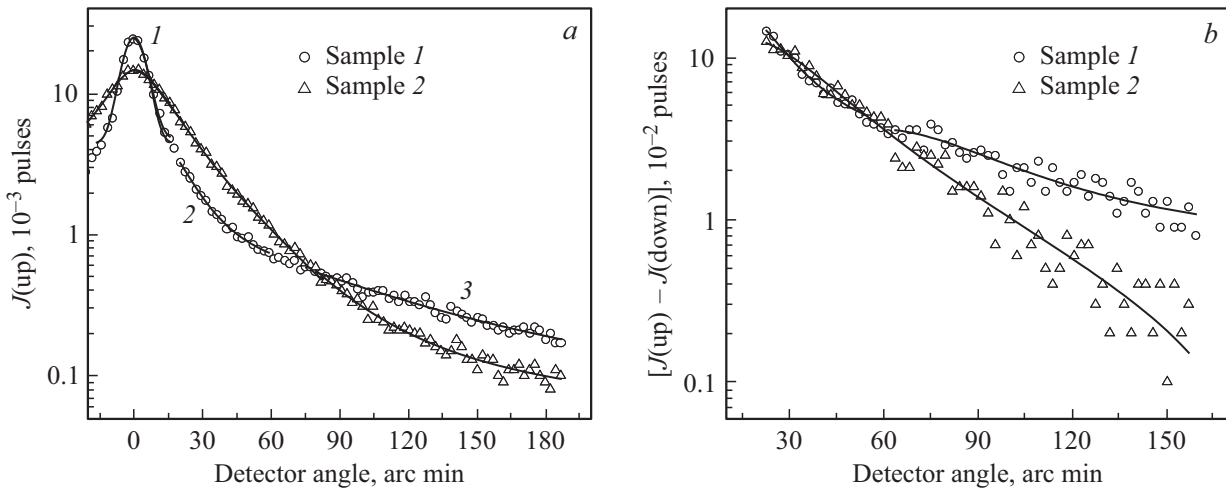 a
1
Sample 1
Sample 2
2
3
10
1
0.1
J(up), 10⁻³ pulses
0 30 60 90 120 150 180
Detector angle, arc min
b
Sample 1
Sample 2
10
1
0.1
[J(up) – J(down)], 10⁻² pulses
30 60 90 120 150
Detector angle, arc min